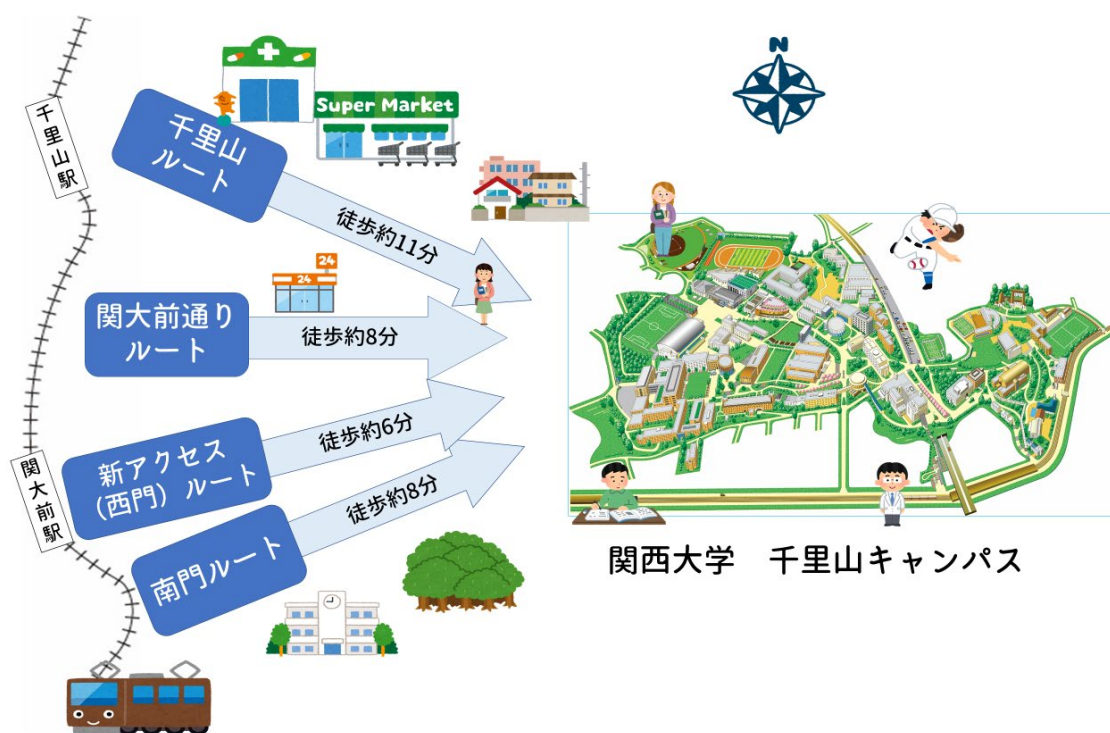 N
Super Market
千里山駅
千里山
ルート
徒歩約11分
24
24
関大前通り
ルート
徒歩約8分
関大前駅
新アクセス
（西門）ルート
徒歩約6分
南門ルート
徒歩約8分
関西大学　千里山キャンパス